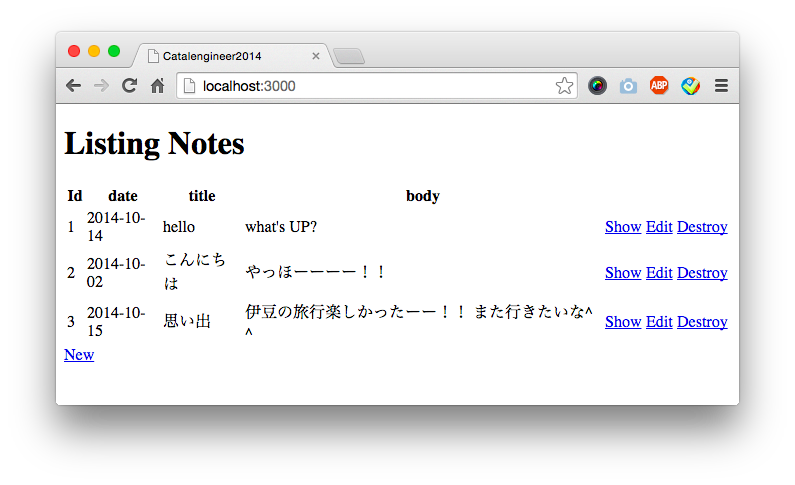 Catalengineer2014
localhost:3000
ABP
Listing Notes
Id date title body
1 2014-10-14 hello what's UP? Show Edit Destroy
2 2014-10-02 こんにちは やっほーーーー！！ Show Edit Destroy
3 2014-10-15 思い出 伊豆の旅行楽しかったーー！！ また行きたいな^^ Show Edit Destroy
New